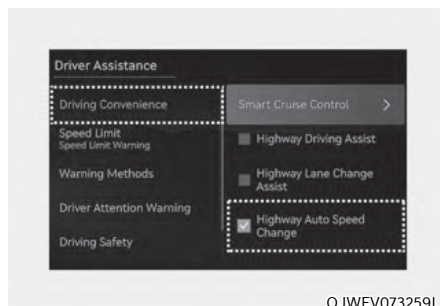 Driver Assistance
Driving Convenience
Smart Cruise Control >
Speed Limit
Speed Limit Warning
Highway Driving Assist
Warning Methods
Highway Lane Change
Assist
Driver Attention Warning
Highway Auto Speed
Change
Driving Safety
OJWEV073259L